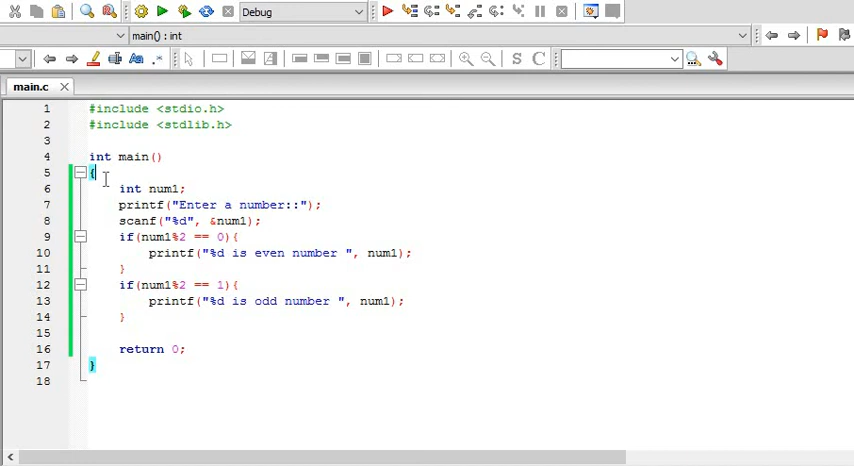 Debug
main() : int
.*
S C
main.c
1 #include <stdio.h>
2 #include <stdlib.h>
3
4 int main()
5 {
6 int num1;
7 printf("Enter a number::");
8 scanf("%d", &num1);
9 if(num1%2 == 0){
10 printf("%d is even number ", num1);
11 }
12 if(num1%2 == 1){
13 printf("%d is odd number ", num1);
14 }
15
16 return 0;
17 }
18